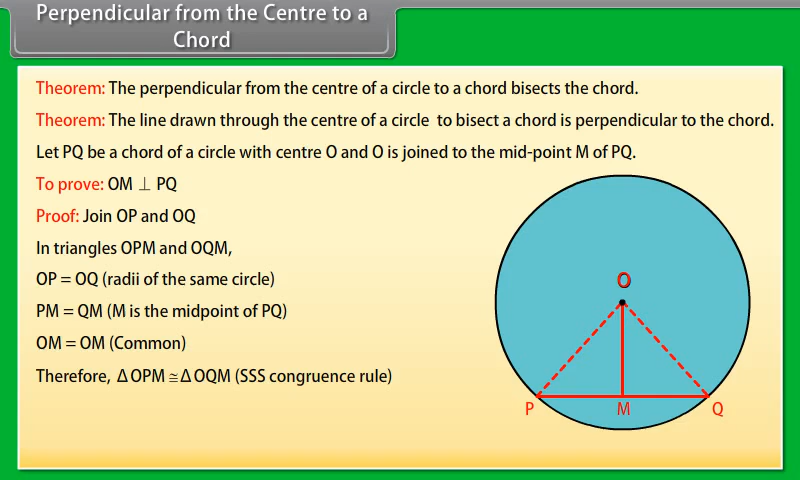 Perpendicular from the Centre to a
Chord
Theorem: The perpendicular from the centre of a circle to a chord bisects the chord.
Theorem: The line drawn through the centre of a circle to bisect a chord is perpendicular to the chord.
Let PQ be a chord of a circle with centre O and O is joined to the mid-point M of PQ.
To prove: OM ⊥ PQ
Proof: Join OP and OQ
In triangles OPM and OQM,
OP = OQ (radii of the same circle)
PM = QM (M is the midpoint of PQ)
OM = OM (Common)
Therefore, Δ OPM ≅ Δ OQM (SSS congruence rule)
O
P M Q